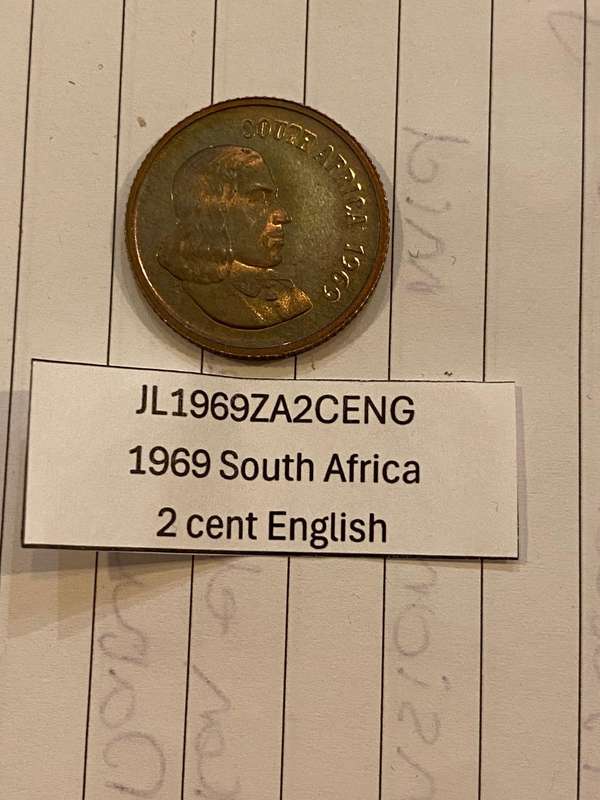 SOUTH AFRICA 1969
JL1969ZA2CENG
1969 South Africa
2 cent English